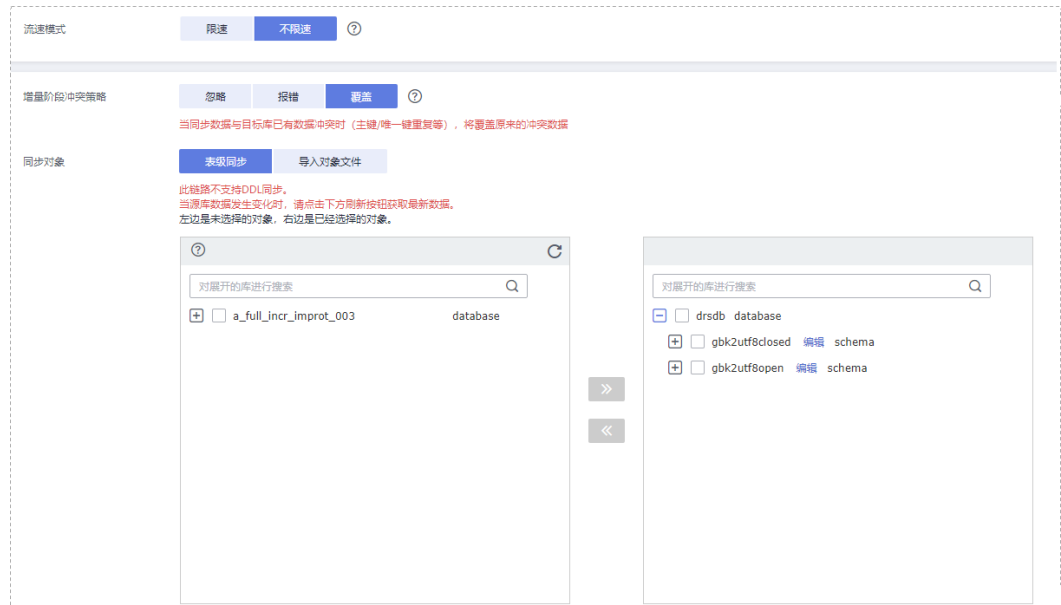 流速模式 限速 不限速
增量阶段冲突策略 忽略 报错 覆盖
当同步数据与目标库已有数据冲突时（主键/唯一键重复等），将覆盖原来的冲突数据
同步对象 表级同步 导入对象文件
此链路不支持DDL同步。
当源库数据发生变化时，请点击下方刷新按钮获取最新数据。
左边是未选择的对象，右边是已经选择的对象。
对展开的库进行搜索
a_full_incr_improt_003 database
对展开的库进行搜索
drsdb database
gbk2utf8closed 编辑 schema
gbk2utf8open 编辑 schema